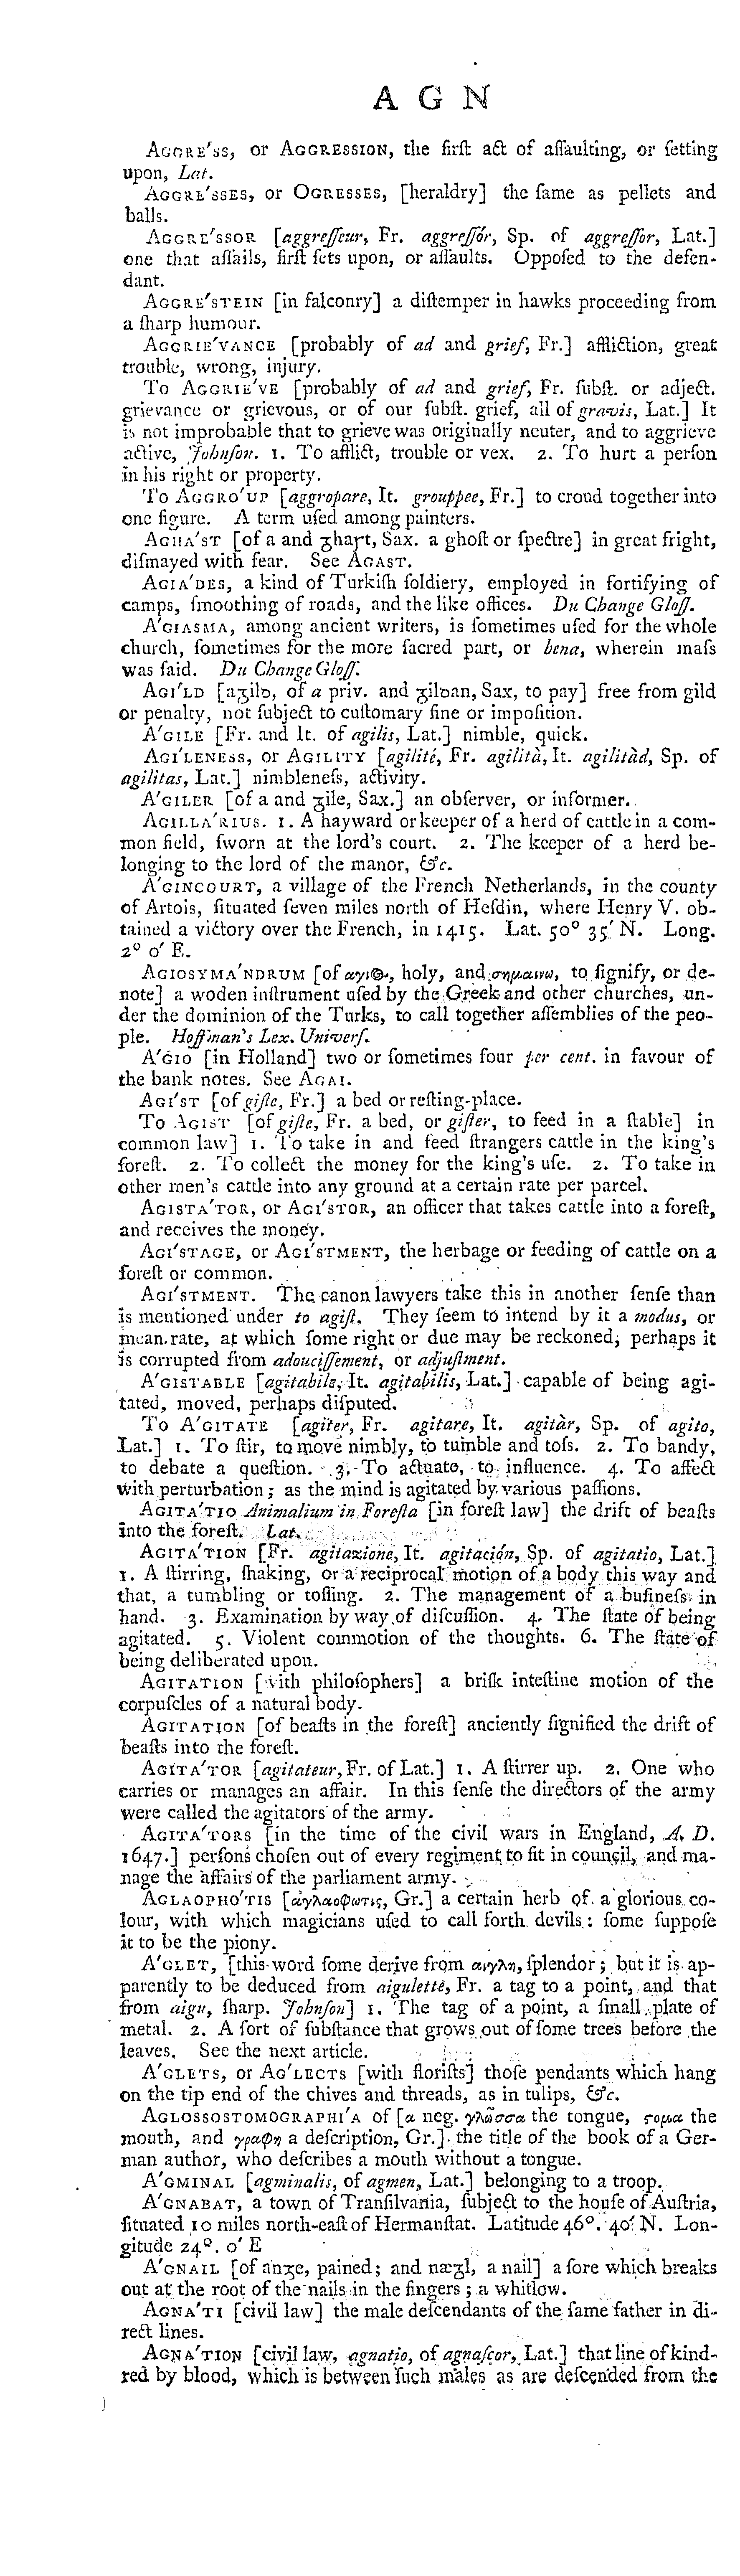 A G N
AGGRE′SS, or AGGRESSION, the firſt act of aſſaulting, or ſetting
upon, Lat.
AGGRE′SSES, or OGRESSES, [heraldry] the ſame as pellets and
balls.
AGGRE′SSOR [aggreſſeur, Fr. aggreſſór, Sp. of aggreſſor, Lat.]
one that aſſails, firſt ſets upon, or aſſaults. Oppoſed to the defen-
dant.
AGGRE′STEIN [in falconry] a diſtemper in hawks proceeding from
a ſharp humour.
AGGRIE′VANCE [probably of ad and grief, Fr.] affliction, great
trouble, wrong, injury.
To AGGRIE′VE [probably of ad and grief, Fr. ſubſt. or adject.
grievance or grievous, or of our ſubſt. grief, all of gravis, Lat.] It
is not improbable that to grieve was originally neuter, and to aggrieve
active, Johnſon. 1. To afflict, trouble or vex. 2. To hurt a perſon
in his right or property.
To AGGRO′UP [aggropare, It. grouppee, Fr.] to croud together into
one figure. A term uſed among painters.
AGHA′ST [of a and ȝhaꞃt, Sax. a ghoſt or ſpectre] in great fright,
diſmayed with fear. See AGAST.
AGIA′DES, a kind of Turkiſh ſoldiery, employed in fortifying of
camps, ſmoothing of roads, and the like offices. Du Change Gloſſ.
A′GIASMA, among ancient writers, is ſometimes uſed for the whole
church, ſometimes for the more ſacred part, or bena, wherein maſs
was ſaid. Du Change Gloſſ.
AGI′LD [aȝilꝺ, of a priv. and ȝilꝺan, Sax, to pay] free from gild
or penalty, not ſubject to cuſtomary fine or impoſition.
A′GILE [Fr. and It. of agilis, Lat.] nimble, quick.
AGI′LENESS, or AGILITY [agilité, Fr. agilità, It. agilitàd, Sp. of
agilitas, Lat.] nimbleneſs, activity.
A′GILER [of a and ȝile, Sax.] an obſerver, or informer.
AGILLA′RIUS. 1. A hayward or keeper of a herd of cattle in a com-
mon field, ſworn at the lord's court. 2. The keeper of a herd be-
longing to the lord of the manor, &c.
A′GINCOURT, a village of the French Netherlands, in the county
of Artois, ſituated ſeven miles north of Heſdin, where Henry V. ob-
tained a victory over the French, in 1415. Lat. 50° 35′ N. Long.
2° 0′ E.
AGIOSYMA′NDRUM [of αγιος, holy, and σημαινω, to ſignify, or de-
note] a woden inſtrument uſed by the Greek and other churches, un-
der the dominion of the Turks, to call together aſſemblies of the peo-
ple. Hoffman's Lex. Univerſ.
A′GIO [in Holland] two or ſometimes four per cent. in favour of
the bank notes. See AGAI.
AGI′ST [of giſte, Fr.] a bed or reſting-place.
To AGIST [of giſte, Fr. a bed, or giſter, to feed in a ſtable] in
common law] 1. To take in and feed ſtrangers cattle in the king's
foreſt. 2. To collect the money for the king's uſe. 2. To take in
other men's cattle into any ground at a certain rate per parcel.
AGISTA′TOR, or AGI′STOR, an officer that takes cattle into a foreſt,
and receives the money.
AGI′STAGE, or AGI′STMENT, the herbage or feeding of cattle on a
foreſt or common.
AGI′STMENT. The canon lawyers take this in another ſenſe than
is mentioned under to agiſt. They ſeem to intend by it a modus, or
mean rate, at which ſome right or due may be reckoned; perhaps it
is corrupted from adouciſſement, or adjuſtment.
A′GISTABLE [agitabile, It. agitabilis, Lat.] capable of being agi-
tated, moved, perhaps diſputed.
To A′GITATE [agiter, Fr. agitare, It. agitàr, Sp. of agito,
Lat.] 1. To ſtir, to move nimbly, to tumble and toſs. 2. To bandy,
to debate a queſtion. 3. To actuate, to influence. 4. To affect
with perturbation; as the mind is agitated by various paſſions.
AGITA′TIO Animalium in Foreſta [in foreſt law] the drift of beaſts
into the foreſt. Lat.
AGITA′TION [Fr. agitazione, It. agitación, Sp. of agitatio, Lat.]
1. A ſtirring, ſhaking, or a reciprocal motion of a body this way and
that, a tumbling or toſſing. 2. The management of a buſineſs in
hand. 3. Examination by way of diſcuſſion. 4. The ſtate of being
agitated. 5. Violent commotion of the thoughts. 6. The ſtate of
being deliberated upon.
AGITATION [with philoſophers] a briſk inteſtine motion of the
corpuſcles of a natural body.
AGITATION [of beaſts in the foreſt] anciently ſignified the drift of
beaſts into the foreſt.
AGITA′TOR [agitateur, Fr. of Lat.] 1. A ſtirrer up. 2. One who
carries or manages an affair. In this ſenſe the directors of the army
were called the agitators of the army.
AGITA′TORS [in the time of the civil wars in England, A. D.
1647.] perſons choſen out of every regiment to ſit in council, and ma-
nage the affairs of the parliament army.
AGLAOPHO′TIS [ἀγλαοφωτις, Gr.] a certain herb of a glorious co-
lour, with which magicians uſed to call forth devils: ſome ſuppoſe
it to be the piony.
A′GLET, [this word ſome derive from αιγλη, ſplendor; but it is ap-
parently to be deduced from aigulette, Fr. a tag to a point, and that
from aigu, ſharp. Johnſon] 1. The tag of a point, a ſmall plate of
metal. 2. A ſort of ſubſtance that grows out of ſome trees before the
leaves. See the next article.
A′GLETS, or AG′LECTS [with floriſts] thoſe pendants which hang
on the tip end of the chives and threads, as in tulips, &c.
AGLOSSOSTOMOGRAPHI′A of [α neg. γλῶσσα the tongue, ϛομα the
mouth, and γραφη a deſcription, Gr.] the title of the book of a Ger-
man author, who deſcribes a mouth without a tongue.
A′GMINAL [agminalis, of agmen, Lat.] belonging to a troop.
A′GNABAT, a town of Tranſilvania, ſubject to the houſe of Auſtria,
ſituated 10 miles north-eaſt of Hermanſtat. Latitude 46°. 40′ N. Lon-
gitude 24°. 0′ E
A′GNAIL [of anȝe, pained; and næȝl, a nail] a ſore which breaks
out at the root of the nails in the fingers; a whitlow.
AGNA′TI [civil law] the male deſcendants of the ſame father in di-
rect lines.
AGNA′TION [civil law, agnatio, of agnaſcor, Lat.] that line of kind-
red by blood, which is between ſuch males as are deſcended from the